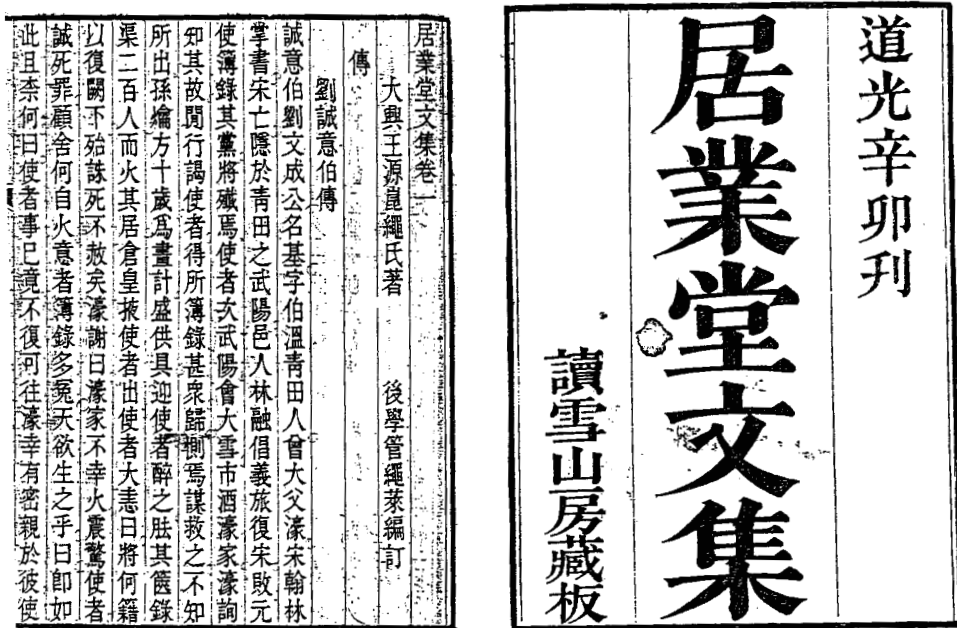 道光辛卯刊
居業堂文集
讀雪山房藏板
居業堂文集卷一
大興王源崑繩氏著 後學管繩萊編訂
傳
劉誠意伯傳
誠意伯劉文成公名基字伯溫青田人曾大父濠宋翰林
掌書宋亡隱於青田之武陽邑人林融倡義旅復宋敗元
使簿錄其黨將殲焉使者次武陽會大雪市酒濠家濠詢
知其故閒行謁使者得所簿錄甚眾歸惻焉謀救之不知
所出孫爚方十歲爲畫計盛供具迎使者醉之胠其篋錄
渠二百人而火其居倉皇掖使者出使者大恚曰將何籍
以復闕下殆誅死不赦矣濠謝曰濠家不幸火震驚使者
誠死罪顧舍何自火意者簿錄多冤天欲生之乎曰卽如
此且柰何曰使者事已竟不復可往濠幸有密親於彼使